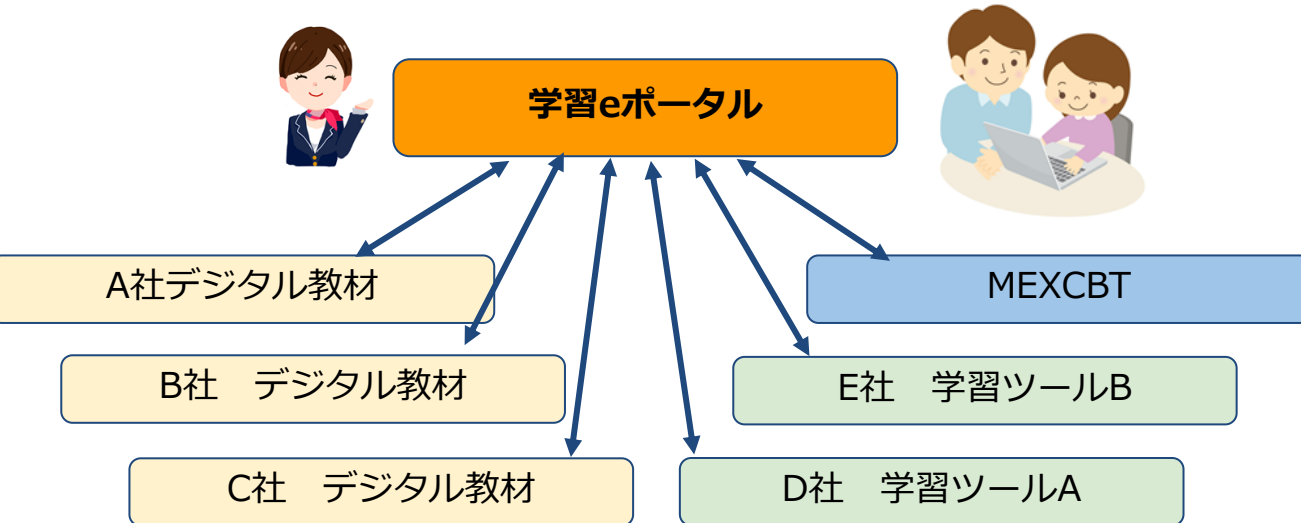 学習eポータル
A社デジタル教材
MEXCBT
B社　デジタル教材
E社　学習ツールB
C社　デジタル教材
D社　学習ツールA